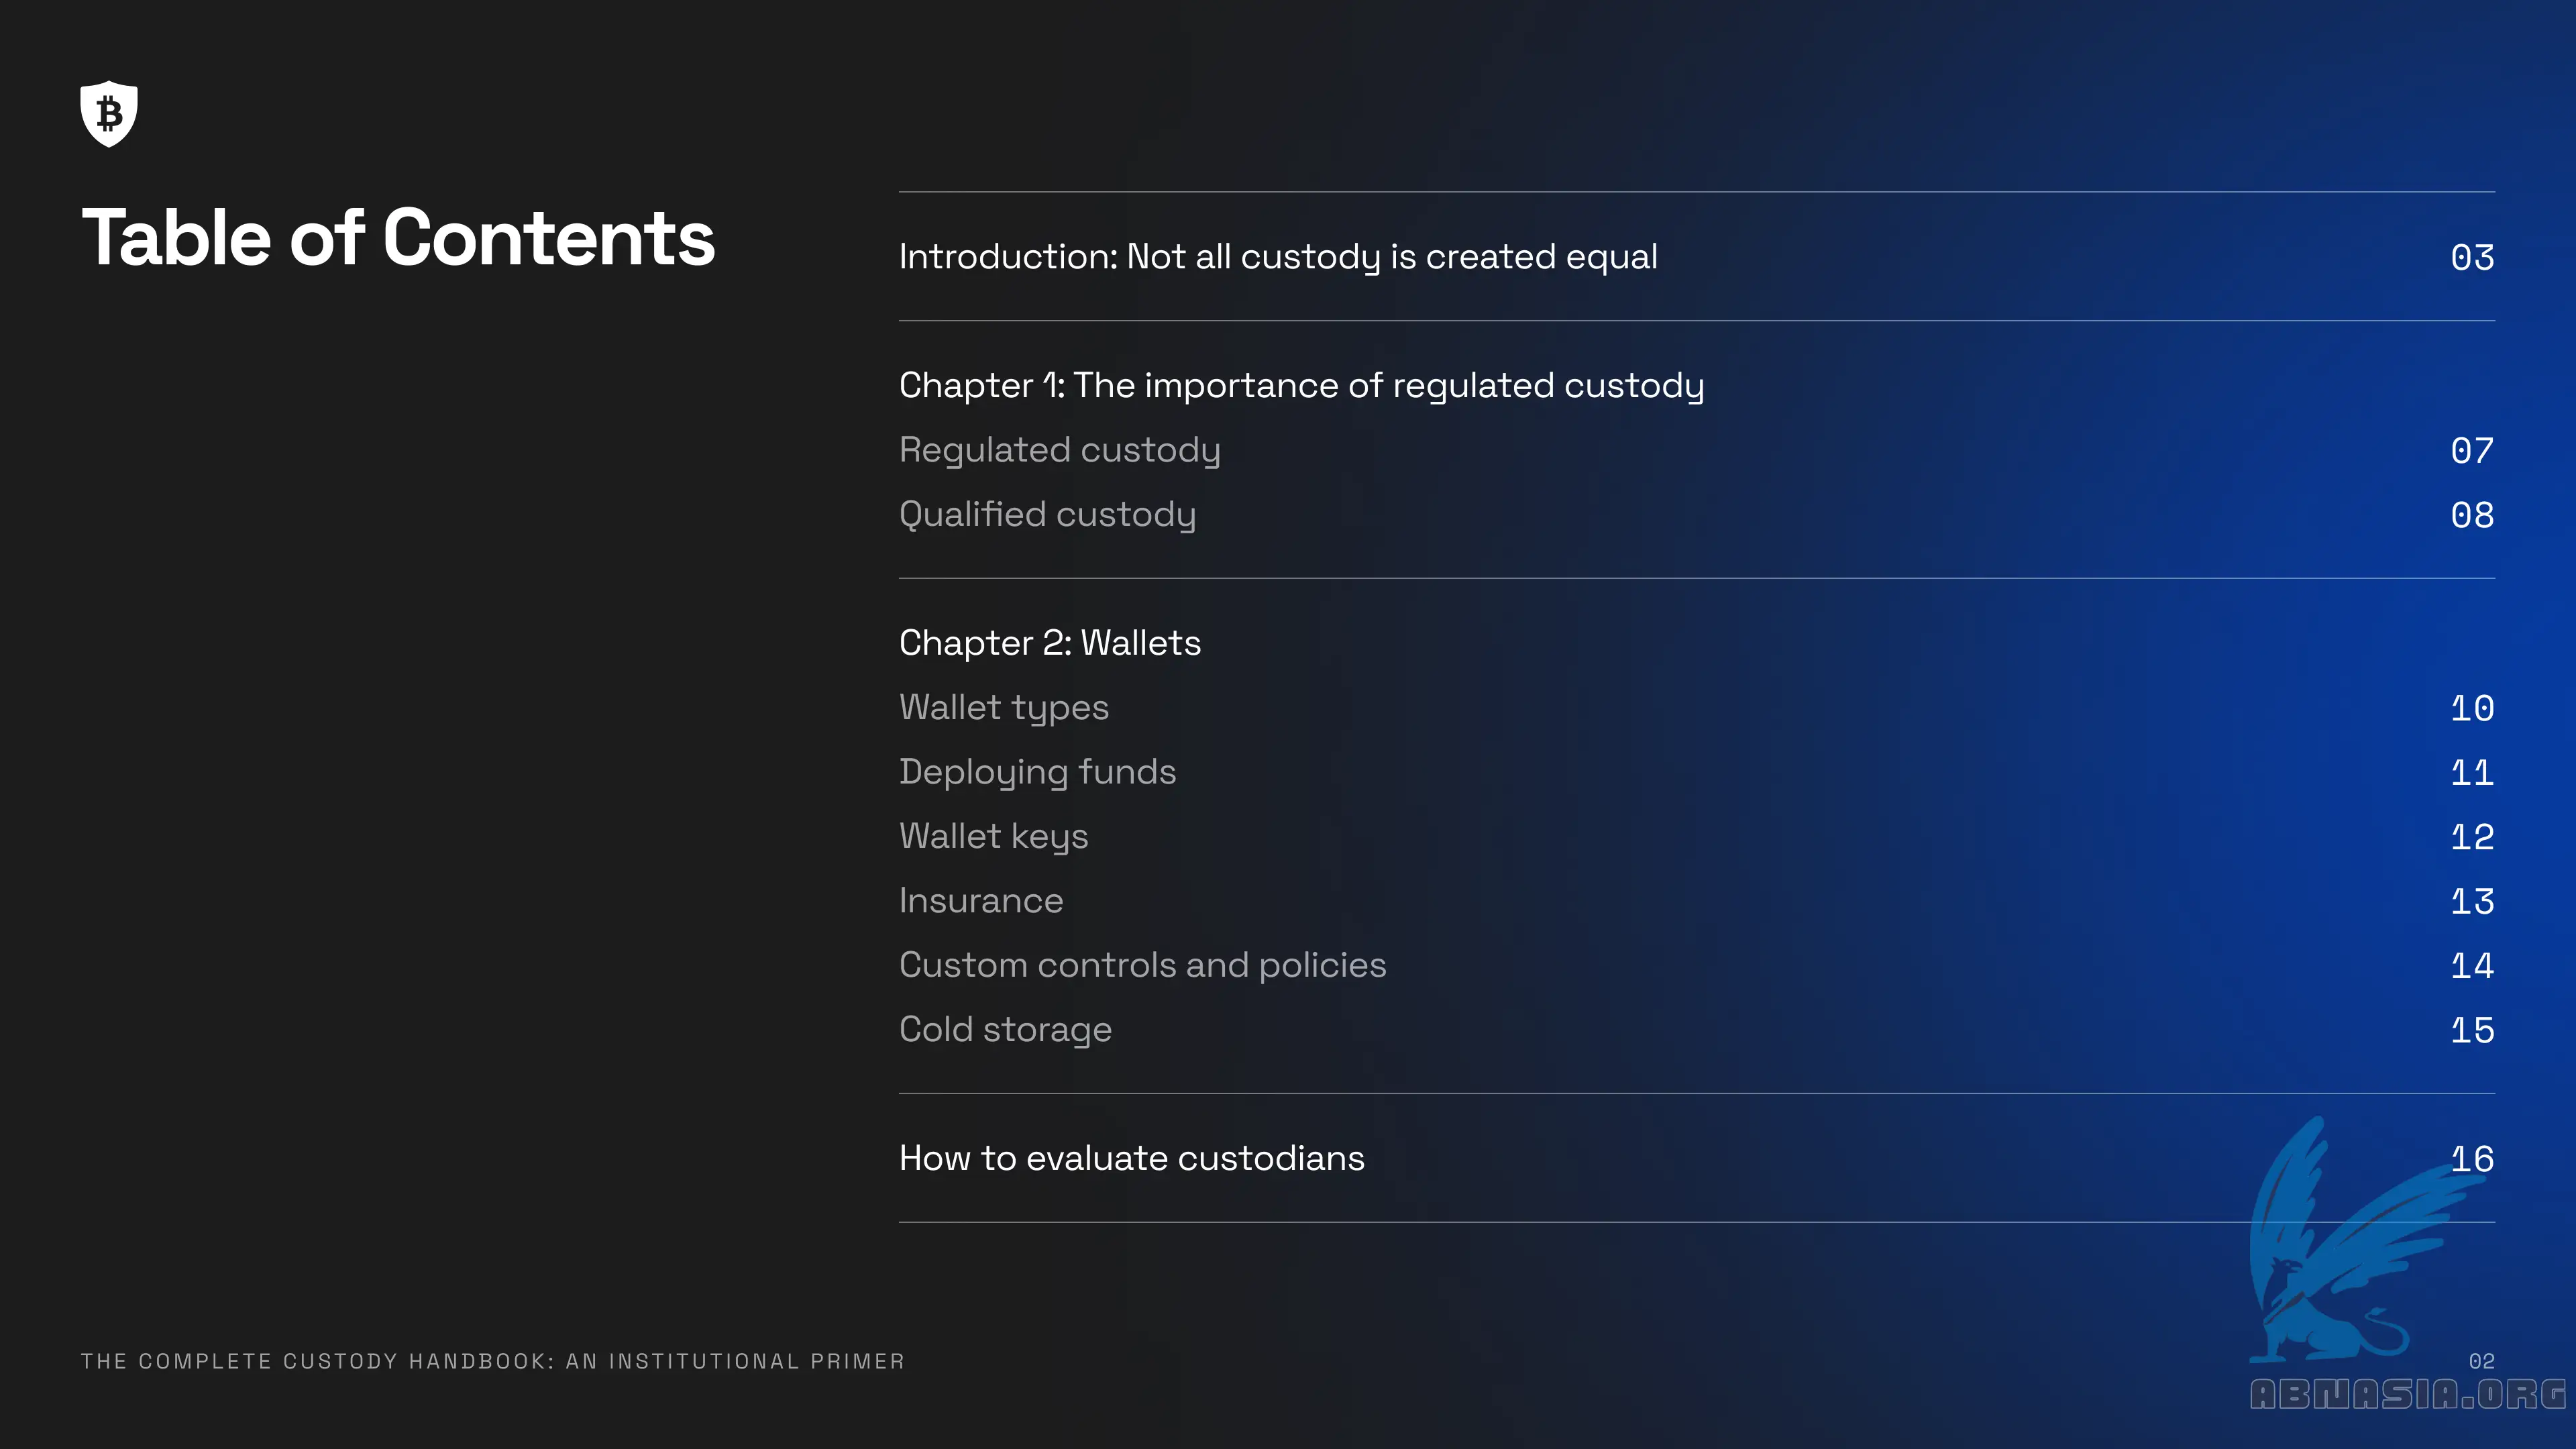 Table of Contents
Introduction: Not all custody is created equal 03
Chapter 1: The importance of regulated custody
Regulated custody 07
Qualified custody 08
Chapter 2: Wallets
Wallet types 10
Deploying funds 11
Wallet keys 12
Insurance 13
Custom controls and policies 14
Cold storage 15
How to evaluate custodians 16
THE COMPLETE CUSTODY HANDBOOK: AN INSTITUTIONAL PRIMER 02
ABNASIA.ORG